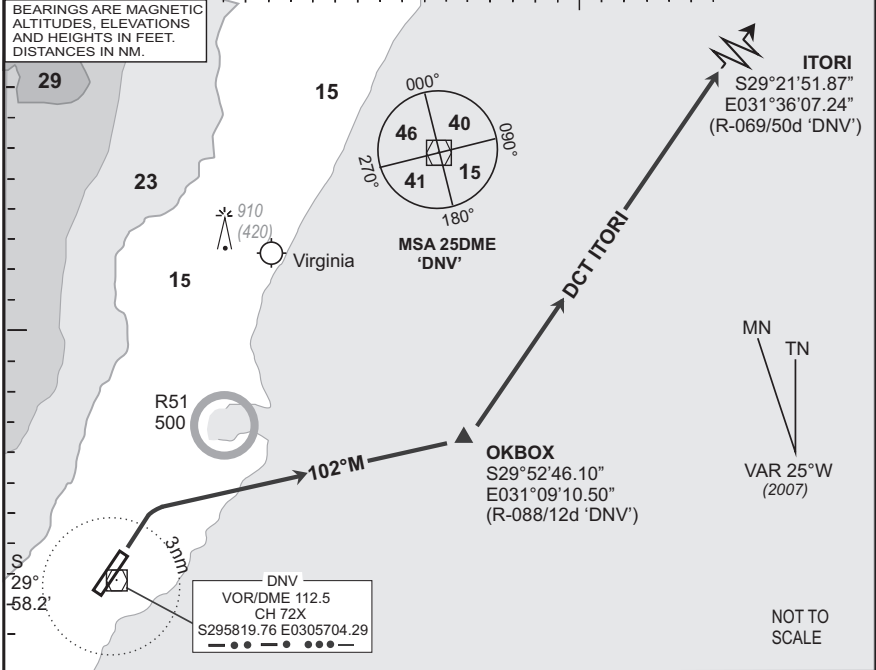 BEARINGS ARE MAGNETIC
ALTITUDES, ELEVATIONS
AND HEIGHTS IN FEET.
DISTANCES IN NM.
29
15
000°
46
40
090°
270°
41
15
180°
MSA 25DME
‘DNV’
ITORI
S29°21’51.87”
E031°36’07.24”
(R-069/50d ‘DNV’)
23
910
(420)
Virginia
15
DCT ITORI
MN
TN
VAR 25°W
(2007)
R51
500
102°M
OKBOX
S29°52’46.10”
E031°09’10.50”
(R-088/12d ‘DNV’)
3nm
S
29°
58.2’
DNV
VOR/DME 112.5
CH 72X
S295819.76 E0305704.29
NOT TO
SCALE